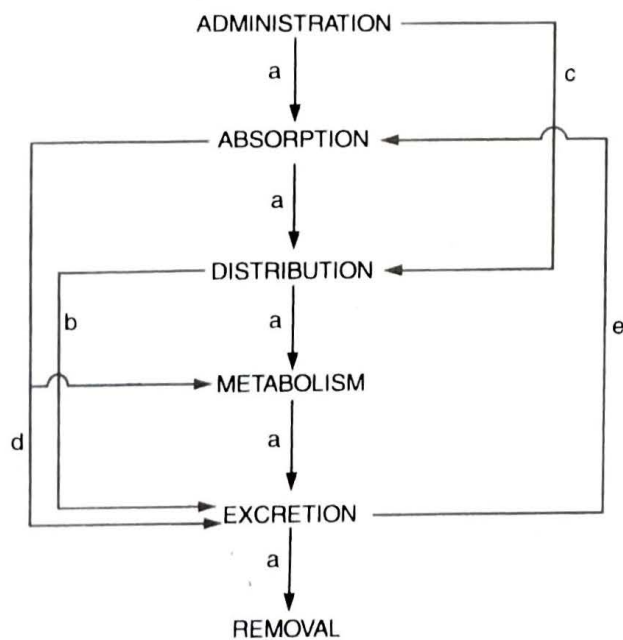 ADMINISTRATION
a
c
ABSORPTION
a
DISTRIBUTION
b
a
e
METABOLISM
d
a
EXCRETION
a
REMOVAL